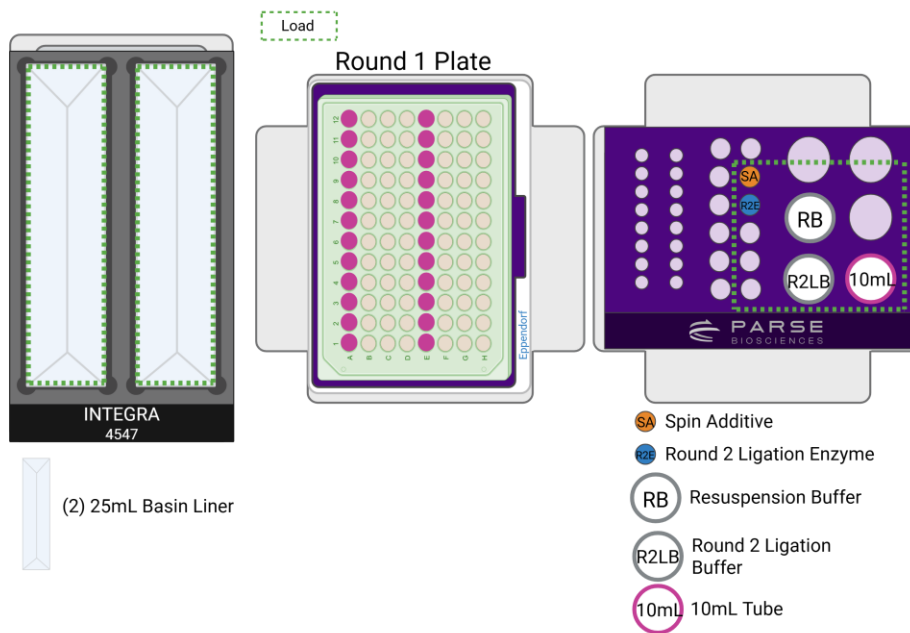 Load
Round 1 Plate
INTEGRA
4547
(2) 25mL Basin Liner
12
11
10
9
8
7
6
5
4
3
2
1
A B C D E F G H
Eppendorf
SA
R2E
RB
R2LB
10mL
PARSE
BIOSCIENCES
SA Spin Additive
R2E Round 2 Ligation Enzyme
RB Resuspension Buffer
R2LB Round 2 Ligation
Buffer
10mL 10mL Tube